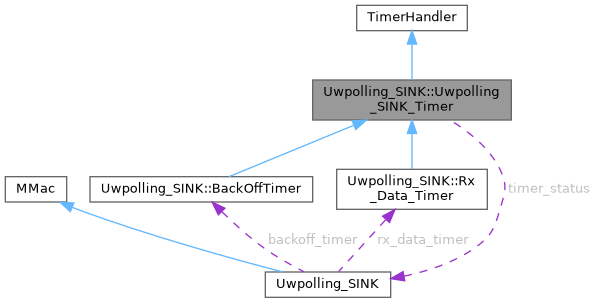 TimerHandler
Uwpolling_SINK::Uwpolling
_SINK_Timer
MMac
Uwpolling_SINK::BackOffTimer
Uwpolling_SINK::Rx
_Data_Timer
timer_status
backoff_timer
rx_data_timer
Uwpolling_SINK